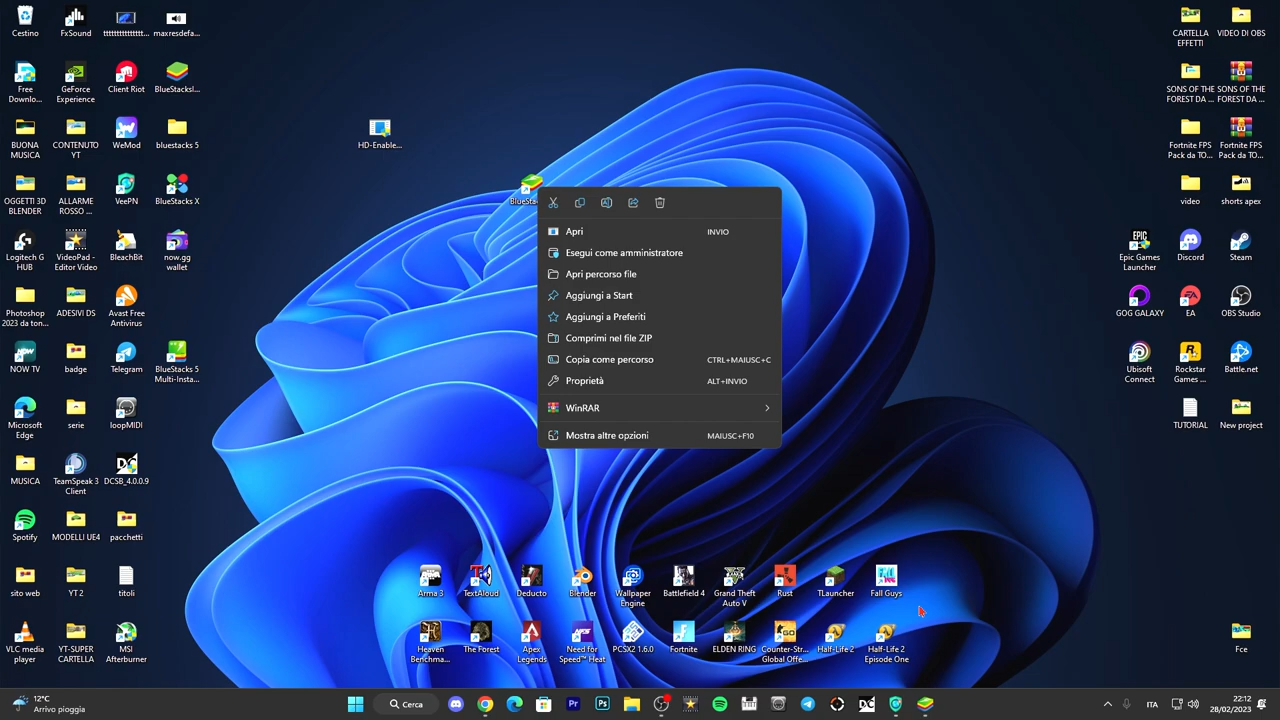 Cestino
FxSound
tttttttttttttt...
maxresdefa...
Free
Downlo...
GeForce
Experience
Client Riot
BlueStacksI...
BUONA
MUSICA
CONTENUTO
YT
WeMod
bluestacks 5
OGGETTI 3D
BLENDER
ALLARME
ROSSO ...
VeePN
BlueStacks X
Logitech G
HUB
VideoPad -
Editor Video
BleachBit
now.gg
wallet
Photoshop
2023 da ton...
ADESIVI DS
Avast Free
Antivirus
NOW TV
badge
Telegram
BlueStacks 5
Multi-Insta...
Microsoft
Edge
serie
loopMIDI
MUSICA
TeamSpeak 3
Client
DCSB_4.0.0.9
Spotify
MODELLI UE4
pacchetti
sito web
YT 2
titoli
VLC media
player
YT-SUPER
CARTELLA
MSI
Afterburner
HD-Enable...
Apri
INVIO
Esegui come amministratore
Apri percorso file
Aggiungi a Start
Aggiungi a Preferiti
Comprimi nel file ZIP
Copia come percorso
CTRL+MAIUSC+C
Proprietà
ALT+INVIO
WinRAR
Mostra altre opzioni
MAIUSC+F10
Arma 3
TextAloud
Deducto
Blender
Wallpaper
Engine
Battlefield 4
Grand Theft
Auto V
Rust
TLauncher
Fall Guys
Heaven
Benchma...
The Forest
Apex
Legends
Need for
Speed™ Heat
PCSX2 1.6.0
Fortnite
ELDEN RING
Counter-Str...
Global Offe...
Half-Life 2
Half-Life 2
Episode One
CARTELLA
EFFETTI
VIDEO DI OBS
SONS OF THE
FOREST DA ...
SONS OF THE
FOREST DA ...
Fortnite FPS
Pack da TO...
Fortnite FPS
Pack da TO...
video
shorts apex
Epic Games
Launcher
Discord
Steam
GOG GALAXY
EA
OBS Studio
Ubisoft
Connect
Rockstar
Games ...
Battle.net
TUTORIAL
New project
Fce
12°C
Arrivo pioggia
Cerca
ITA
22:12
28/02/2023